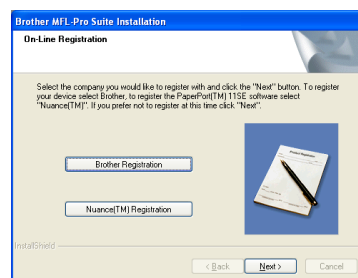 Brother MFL-Pro Suite Installation
On-Line Registration
Select the company you would like to register with and click the "Next" button. To register
your device select Brother, to register the PaperPort(TM) 11SE software select
"Nuance(TM)". If you prefer not to register at this time click "Next".
Brother Registration
Product Registration
Nuance(TM) Registration
InstallShield
< Back
Next >
Cancel